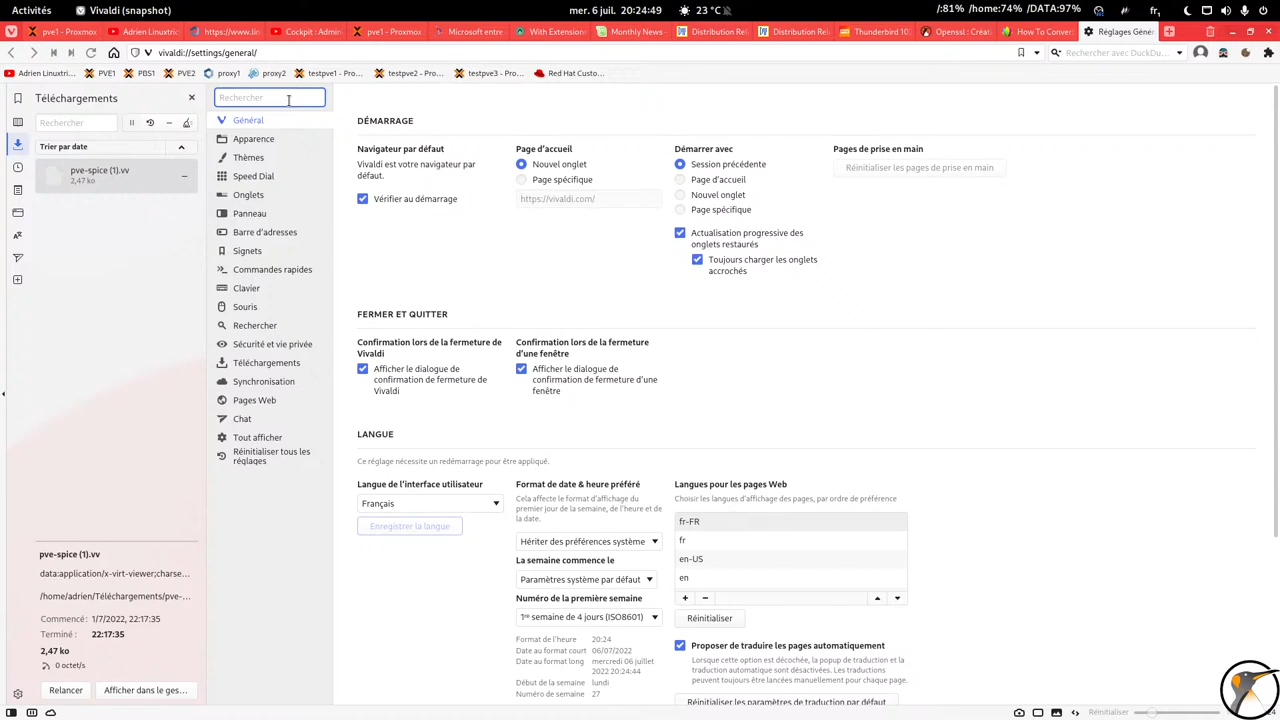 Activités
Vivaldi (snapshot)
mer. 6 juil. 20:24:49
23 °C
/:81% /home:74% /DATA:97%
fr,
pve1 - Proxmox
Adrien Linuxtric
https://www.lin
Cockpit : Admini
pve1 - Proxmox
Microsoft entre
With Extensions
Monthly News –
Distribution Rel
Distribution Rel
Thunderbird 10
Openssl : Créati
How To Convert
Réglages Génér
vivaldi://settings/general/
Rechercher avec DuckDu...
Adrien Linuxtri...
PVE1
PBS1
PVE2
proxy1
proxy2
testpve1 - Pro...
testpve2 - Pro...
testpve3 - Pro...
Red Hat Custo...
Téléchargements
Rechercher
Trier par date
pve-spice (1).vv
2,47 ko
pve-spice (1).vv
data:application/x-virt-viewer;charse...
/home/adrien/Téléchargements/pve-...
Commencé : 1/7/2022, 22:17:35
Terminé : 22:17:35
2,47 ko
0 octet/s
Relancer
Afficher dans le ges...
Rechercher
Général
Apparence
Thèmes
Speed Dial
Onglets
Panneau
Barre d'adresses
Signets
Commandes rapides
Clavier
Souris
Rechercher
Sécurité et vie privée
Téléchargements
Synchronisation
Pages Web
Chat
Tout afficher
Réinitialiser tous les
réglages
DÉMARRAGE
Navigateur par défaut
Vivaldi est votre navigateur par
défaut.
Vérifier au démarrage
Page d'accueil
Nouvel onglet
Page spécifique
https://vivaldi.com/
Démarrer avec
Session précédente
Page d'accueil
Nouvel onglet
Page spécifique
Actualisation progressive des
onglets restaurés
Toujours charger les onglets
accrochés
Pages de prise en main
Réinitialiser les pages de prise en main
FERMER ET QUITTER
Confirmation lors de la fermeture de
Vivaldi
Afficher le dialogue de
confirmation de fermeture de
Vivaldi
Confirmation lors de la fermeture
d'une fenêtre
Afficher le dialogue de
confirmation de fermeture d'une
fenêtre
LANGUE
Ce réglage nécessite un redémarrage pour être appliqué.
Langue de l'interface utilisateur
Français
Enregistrer la langue
Format de date & heure préféré
Cela affecte le format d'affichage du
premier jour de la semaine, de l'heure et
de la date.
Hériter des préférences système
La semaine commence le
Paramètres système par défaut
Numéro de la première semaine
1re semaine de 4 jours (ISO8601)
Format de l'heure 20:24
Date au format court 06/07/2022
Date au format long mercredi 06 juillet
2022 20:24:44
Début de la semaine lundi
Numéro de semaine 27
Langues pour les pages Web
Choisir les langues d'affichage des pages, par ordre de préférence
fr-FR
fr
en-US
en
Réinitialiser
Proposer de traduire les pages automatiquement
Lorsque cette option est décochée, la popup de traduction et la
traduction automatique sont désactivées. Les traductions
peuvent toujours être lancées manuellement pour chaque page.
Réinitialiser les paramètres de traduction par défaut
Réinitialiser